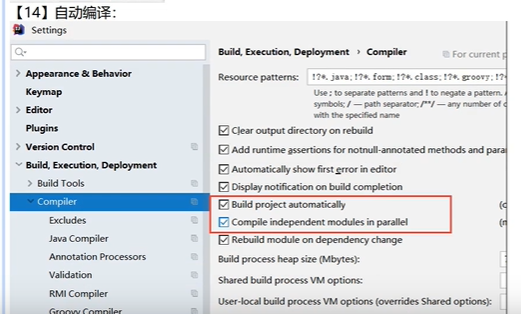 【14】自动编译：
Settings
Build, Execution, Deployment › Compiler
For current p
Appearance & Behavior
Keymap
Editor
Plugins
Version Control
Build, Execution, Deployment
Build Tools
Compiler
Excludes
Java Compiler
Annotation Processors
Validation
RMI Compiler
Groovy Compiler
Resource patterns: !?*.java;!?*.form;!?*.class;!?*.groovy;!?*
Use ; to separate patterns and ! to negate a pattern.
symbols; / — path separator; /**/ — any number of d
with the specified name
Clear output directory on rebuild
Add runtime assertions for notnull-annotated methods and para
Automatically show first error in editor
Display notification on build completion
Build project automatically
Compile independent modules in parallel
Rebuild module on dependency change
Build process heap size (Mbytes):
Shared build process VM options:
User-local build process VM options (overrides Shared options):